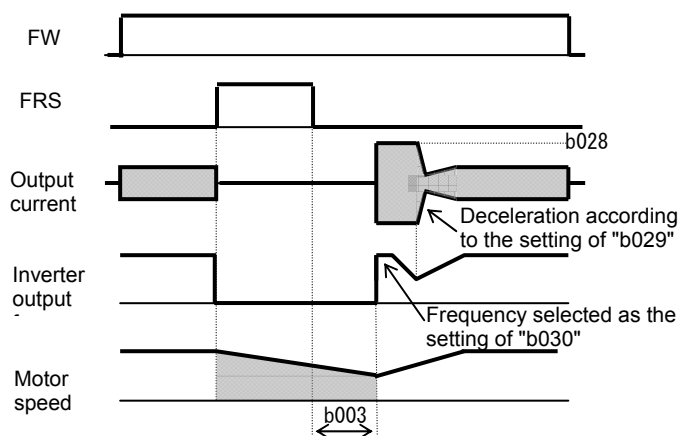 FW
FRS
b028
Output
current
Deceleration according
to the setting of "b029"
Inverter
output
Frequency selected as the
setting of "b030"
Motor
speed
b003